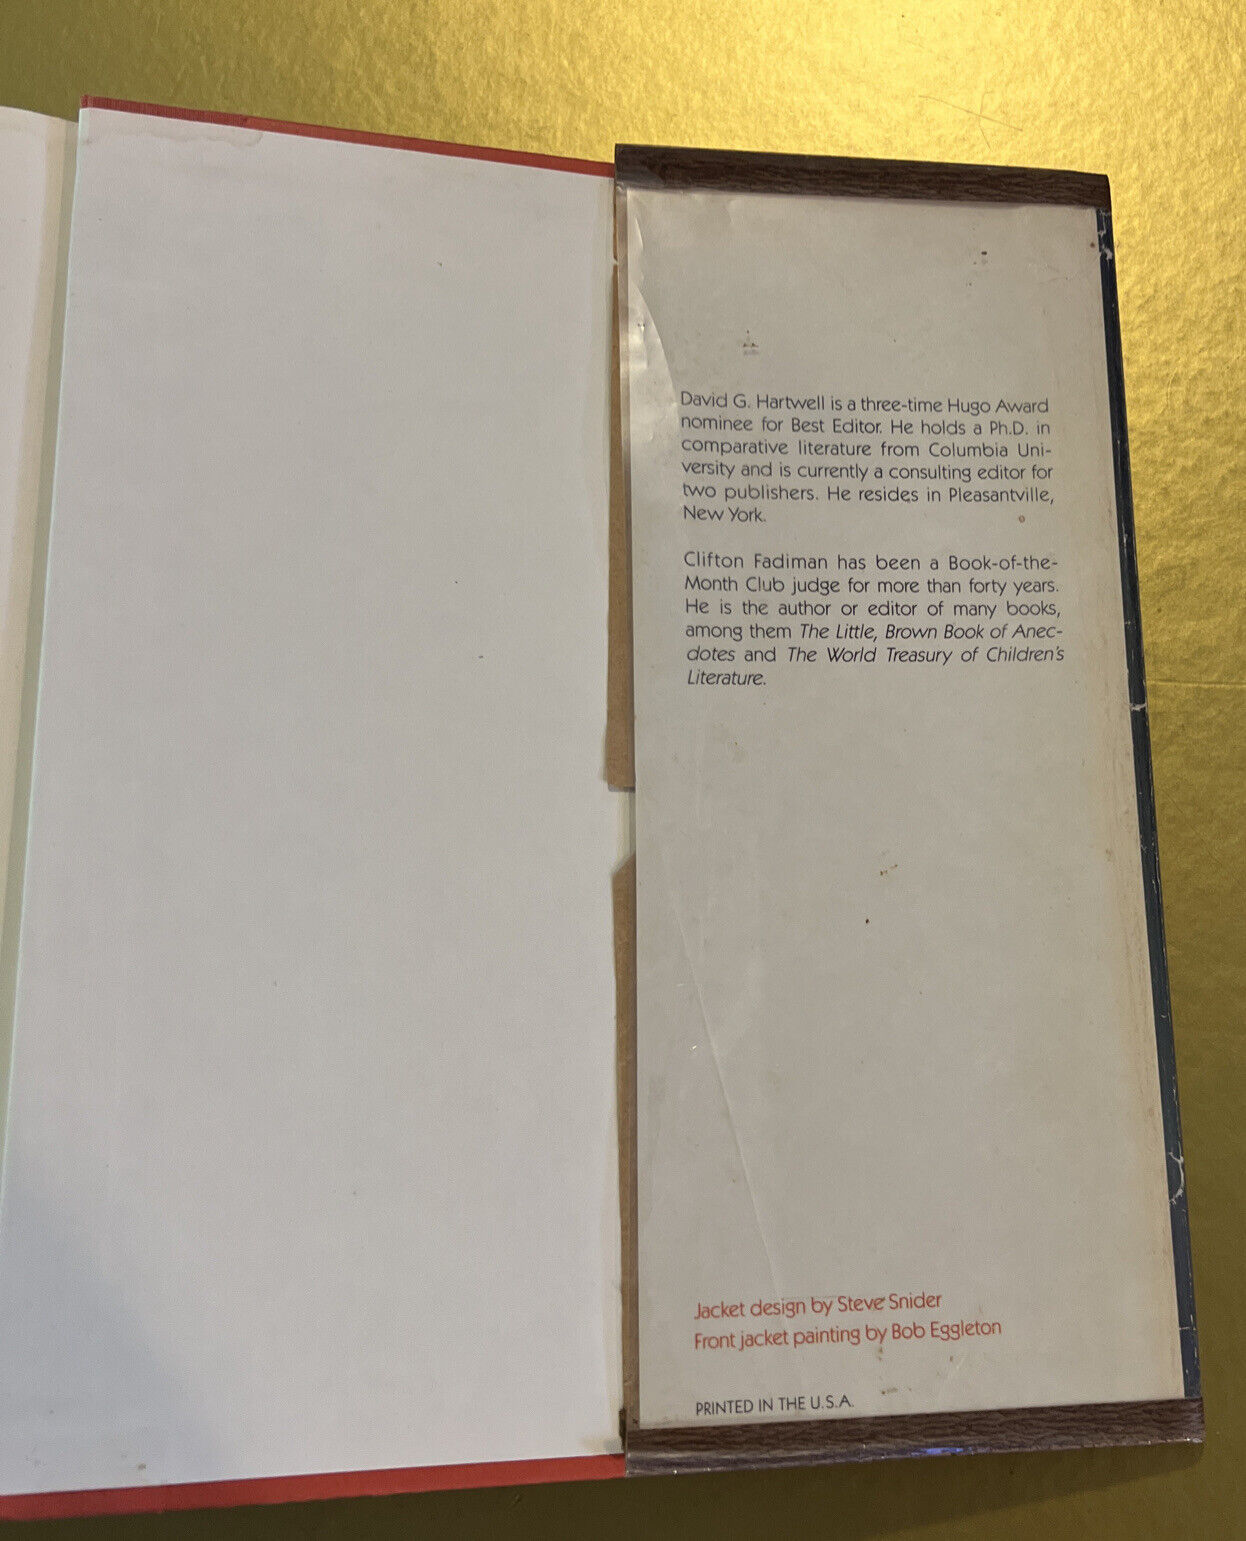 David G. Hartwell is a three-time Hugo Award
nominee for Best Editor. He holds a Ph.D. in
comparative literature from Columbia Uni-
versity and is currently a consulting editor for
two publishers. He resides in Pleasantville,
New York.
Clifton Fadiman has been a Book-of-the-
Month Club judge for more than forty years.
He is the author or editor of many books,
among them The Little, Brown Book of Anec-
dotes and The World Treasury of Children's
Literature.
Jacket design by Steve Snider
Front jacket painting by Bob Eggleton
PRINTED IN THE U.S.A.